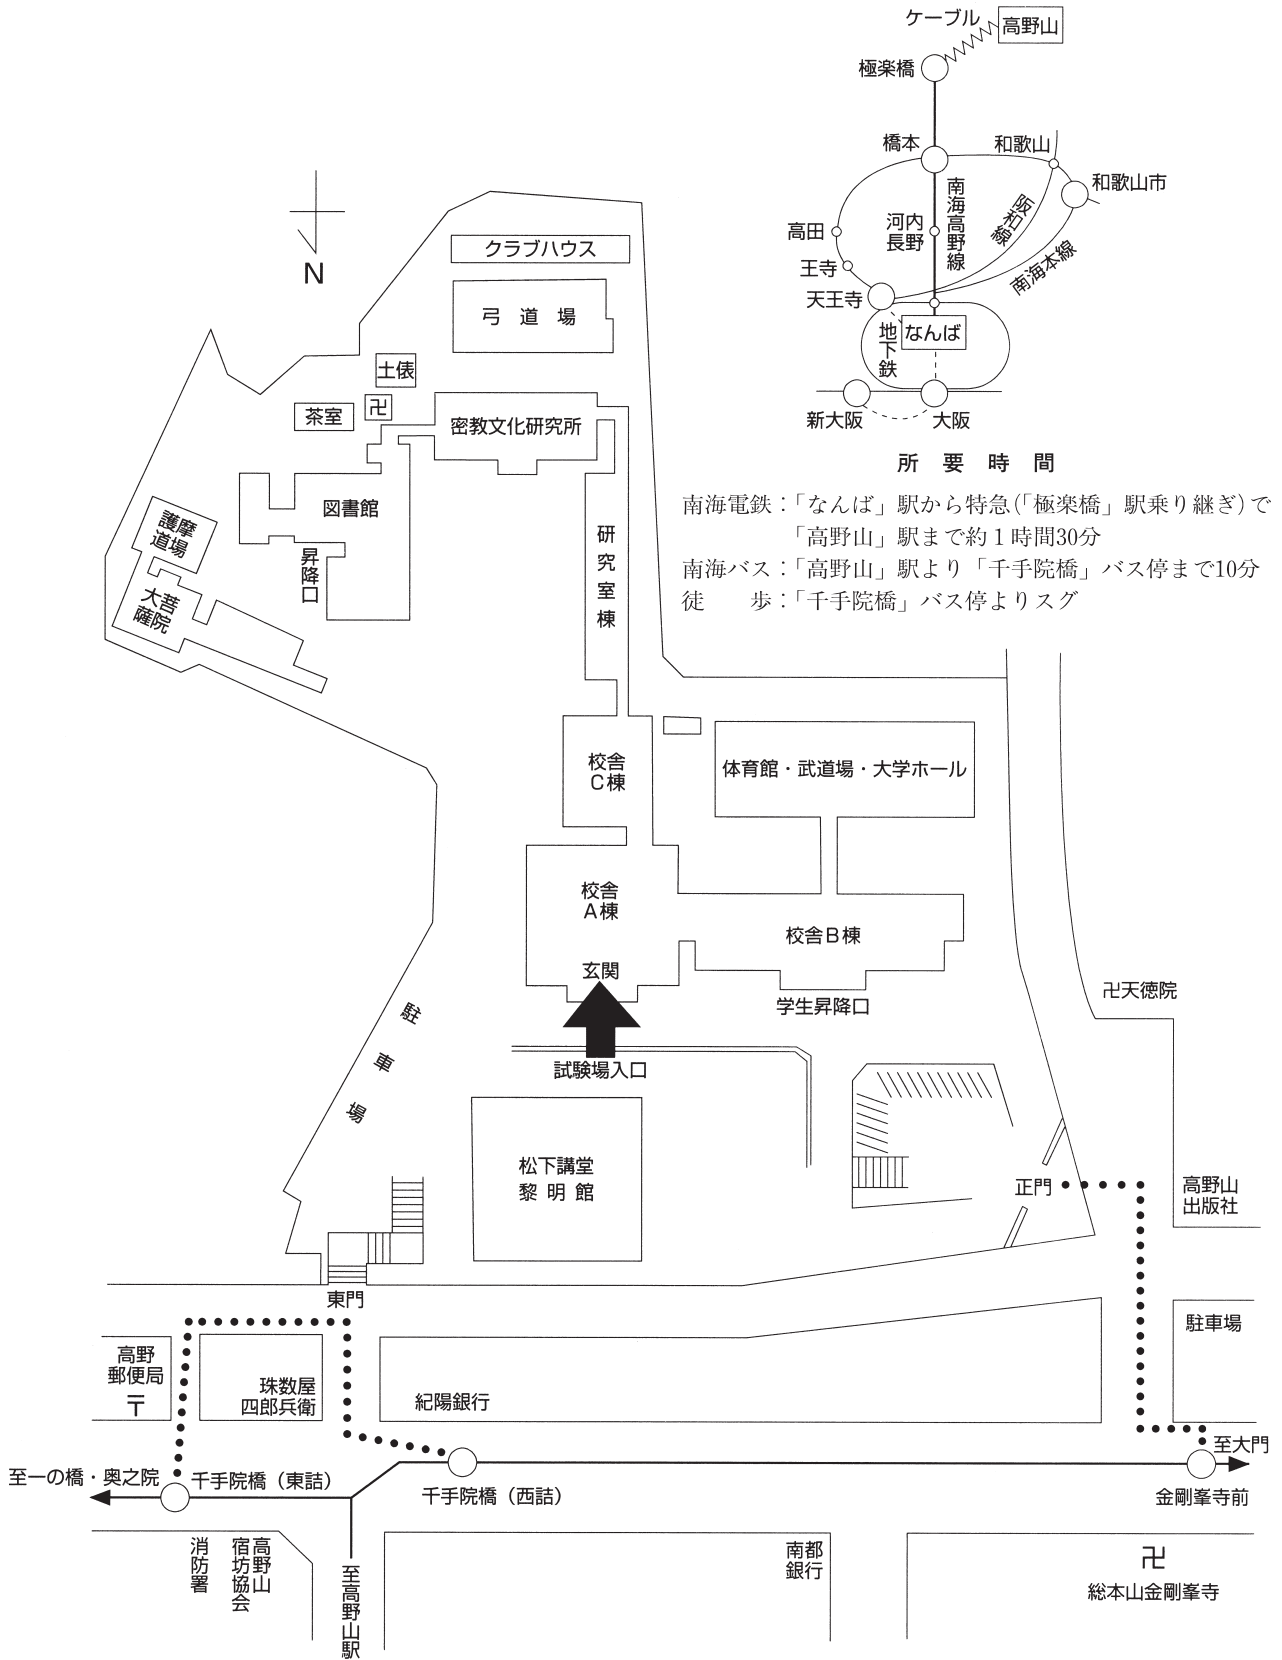 ケーブル
高野山
極楽橋
橋本
和歌山
和歌山市
南海高野線
阪和線
南海本線
高田
河内
長野
王寺
天王寺
地下鉄
なんば
新大阪
大阪
所要時間
南海電鉄：「なんば」駅から特急（「極楽橋」駅乗り継ぎ）で
「高野山」駅まで約１時間30分
南海バス：「高野山」駅より「千手院橋」バス停まで10分
徒　　歩：「千手院橋」バス停よりスグ
N
クラブハウス
弓道場
土俵
卍
茶室
密教文化研究所
図書館
昇降口
護摩
道場
大菩
薩院
研究室棟
校舎
C棟
体育館・武道場・大学ホール
校舎
A棟
玄関
校舎B棟
学生昇降口
試験場入口
駐車場
卍天徳院
松下講堂
黎明館
正門
高野山
出版社
東門
駐車場
高野
郵便局
〒
珠数屋
四郎兵衛
紀陽銀行
至大門
至一の橋・奥之院
千手院橋（東詰）
千手院橋（西詰）
金剛峯寺前
消防署
高野山
宿坊協会
至高野山駅
南都
銀行
卍
総本山金剛峯寺